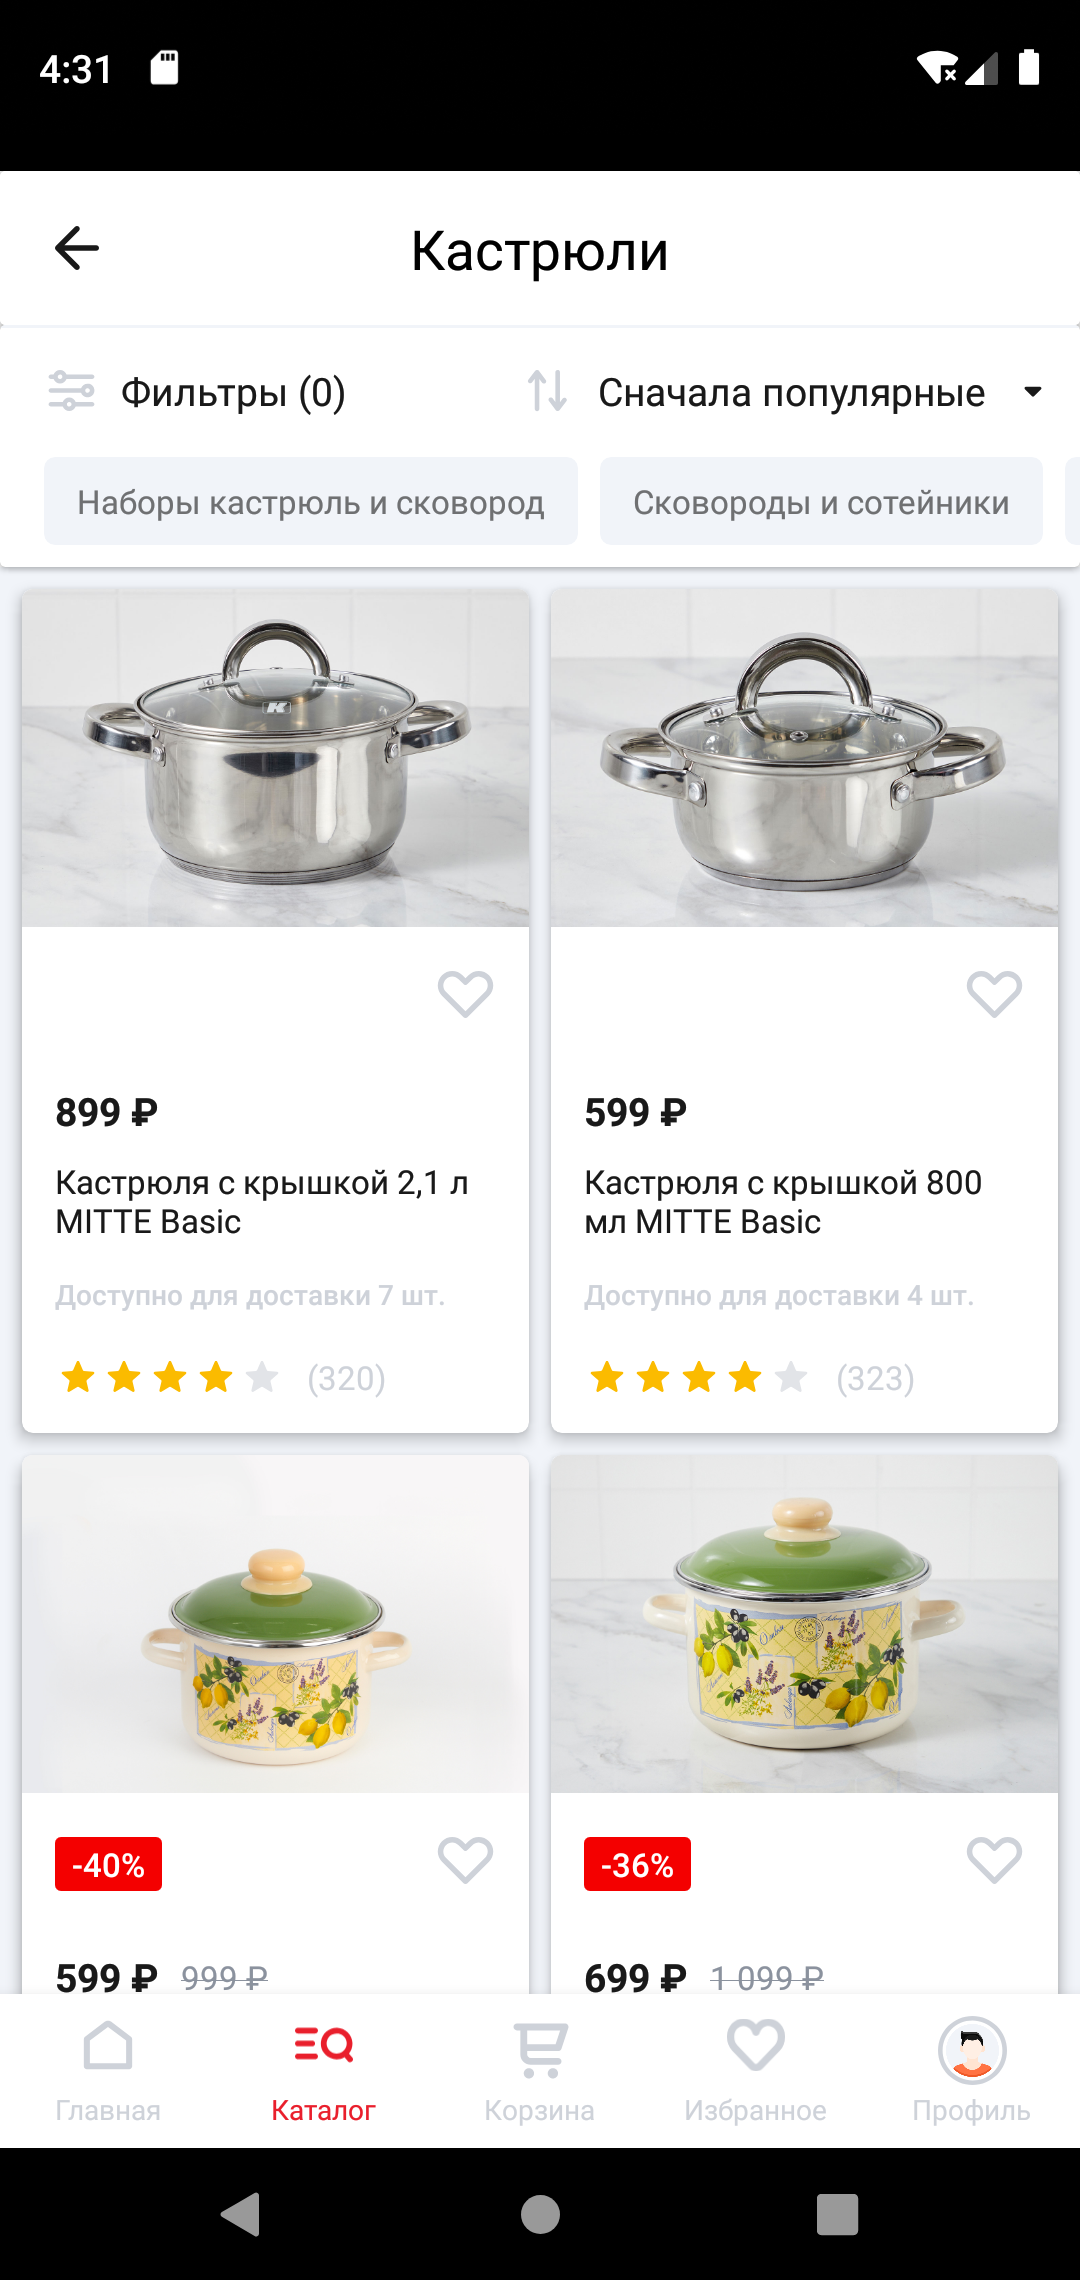 4:31
Кастрюли
Фильтры (0)
Сначала популярные
Наборы кастрюль и сковород
Сковороды и сотейники
899 ₽
Кастрюля с крышкой 2,1 л
MITTE Basic
Доступно для доставки 7 шт.
(320)
599 ₽
Кастрюля с крышкой 800
мл MITTE Basic
Доступно для доставки 4 шт.
(323)
-40%
599 ₽ 999 ₽
-36%
699 ₽ 1 099 ₽
Главная
Каталог
Корзина
Избранное
Профиль